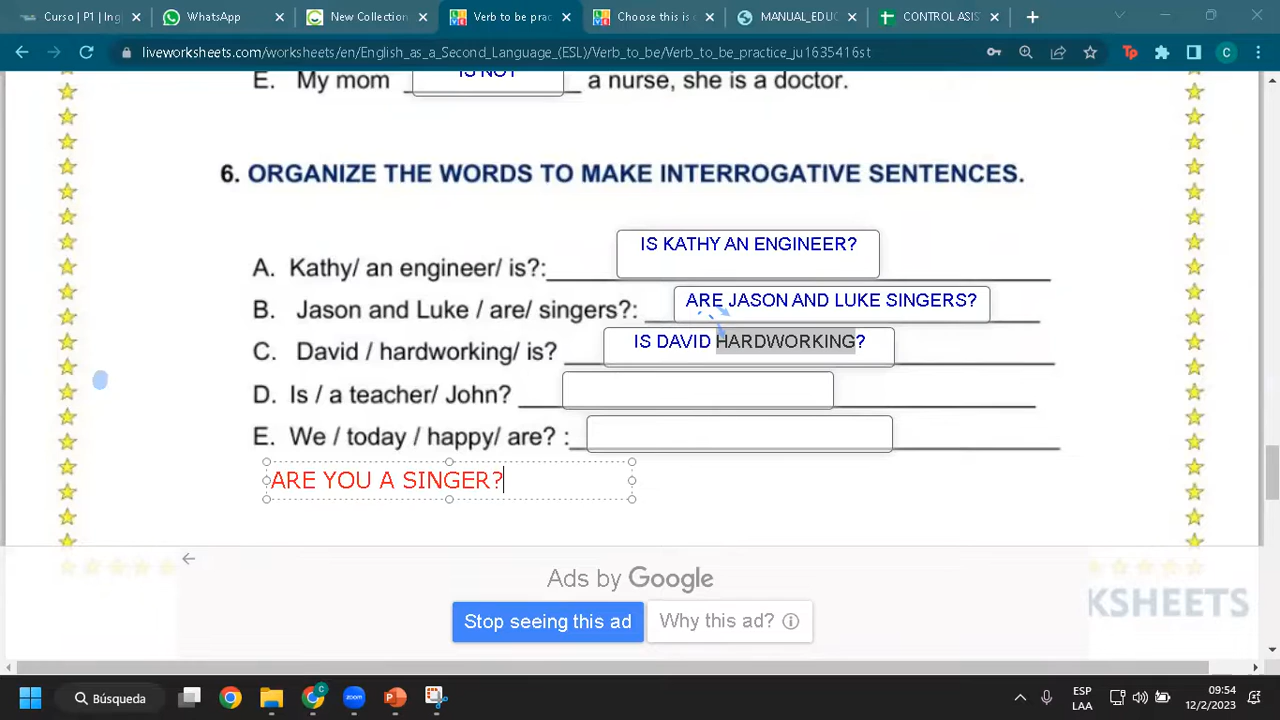 Curso | P1 | Ing
WhatsApp
New Collection
Verb to be prac
Choose this is o
MANUAL_EDUC
CONTROL ASIS
liveworksheets.com/worksheets/en/English_as_a_Second_Language_(ESL)/Verb_to_be/Verb_to_be_practice_ju1635416st
C
E. My mom IS NOT a nurse, she is a doctor.
6. ORGANIZE THE WORDS TO MAKE INTERROGATIVE SENTENCES.
A. Kathy/ an engineer/ is?: IS KATHY AN ENGINEER?
B. Jason and Luke / are/ singers?: ARE JASON AND LUKE SINGERS?
C. David / hardworking/ is? IS DAVID HARDWORKING?
D. Is / a teacher/ John?
E. We / today / happy/ are? :
ARE YOU A SINGER?
Ads by Google
Stop seeing this ad
Why this ad?
KSHEETS
Búsqueda
ESP
LAA
09:54
12/2/2023